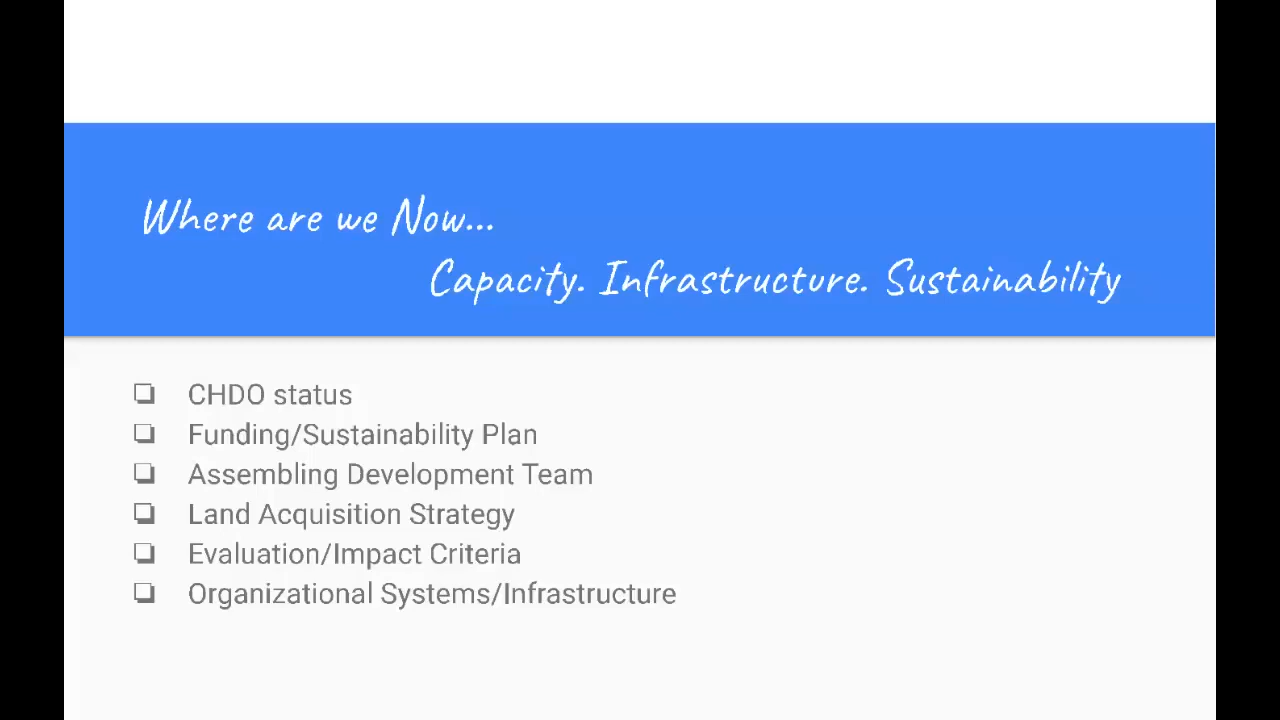 Where are we Now...
Capacity. Infrastructure. Sustainability
❏ CHDO status
❏ Funding/Sustainability Plan
❏ Assembling Development Team
❏ Land Acquisition Strategy
❏ Evaluation/Impact Criteria
❏ Organizational Systems/Infrastructure